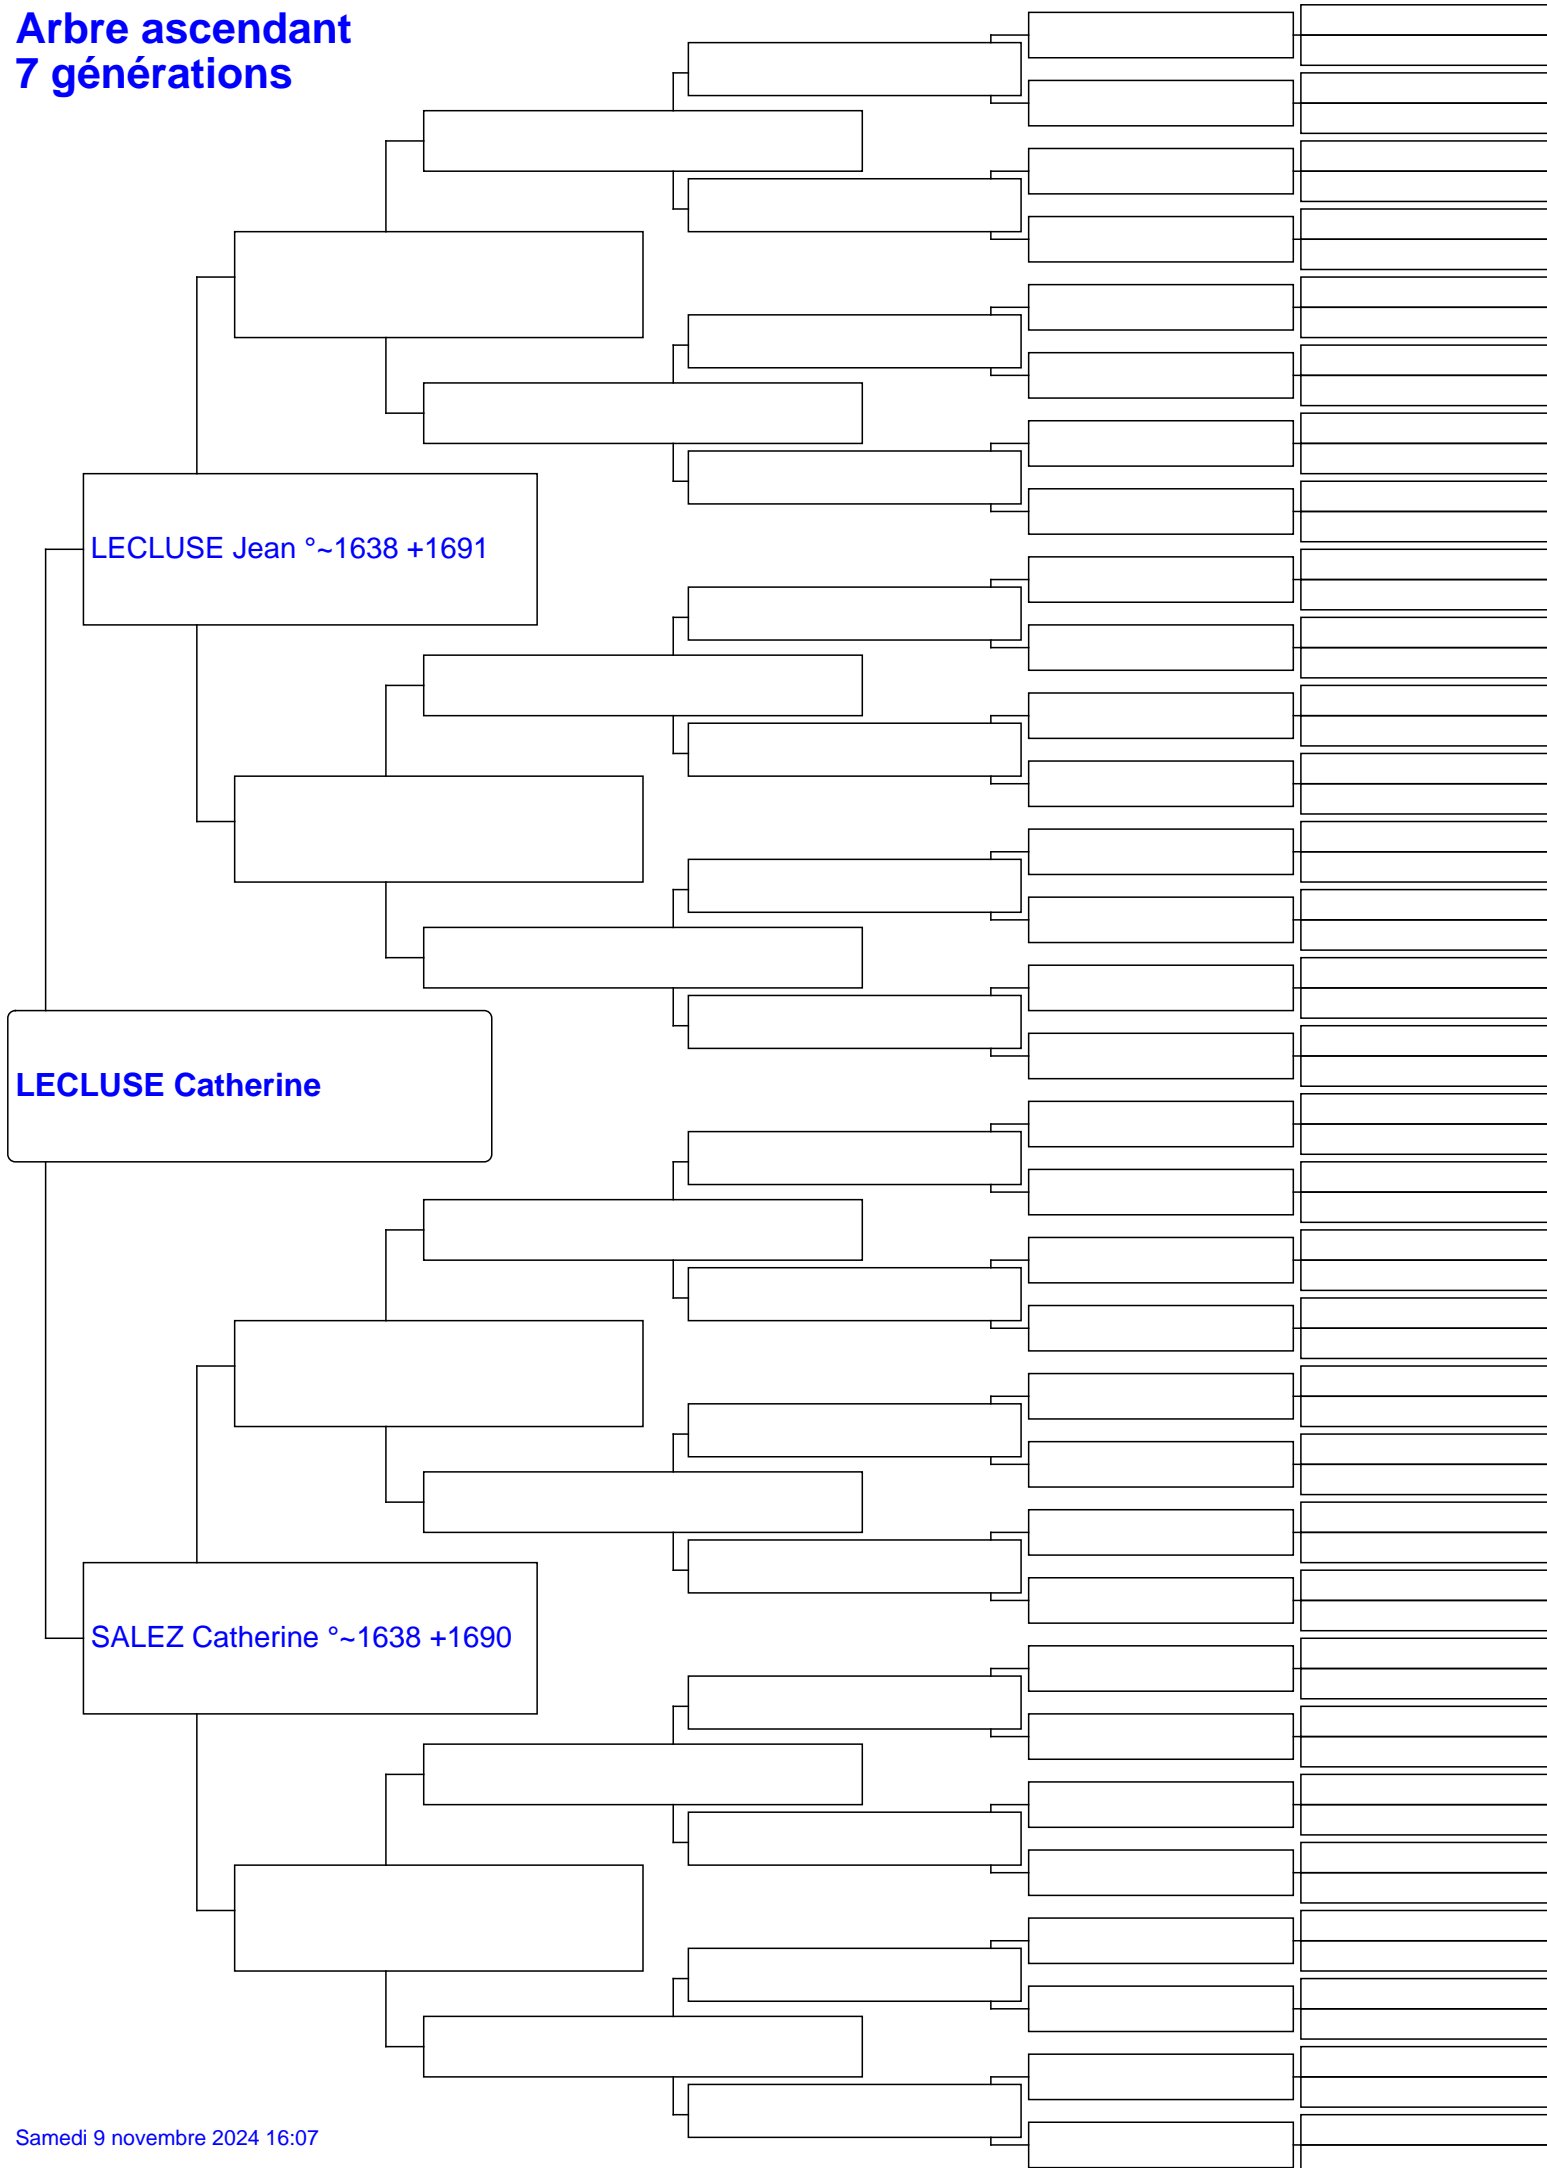 Arbre ascendant
7 générations
LECLUSE Jean °~1638 +1691
LECLUSE Catherine
SALEZ Catherine °~1638 +1690
Samedi 9 novembre 2024 16:07